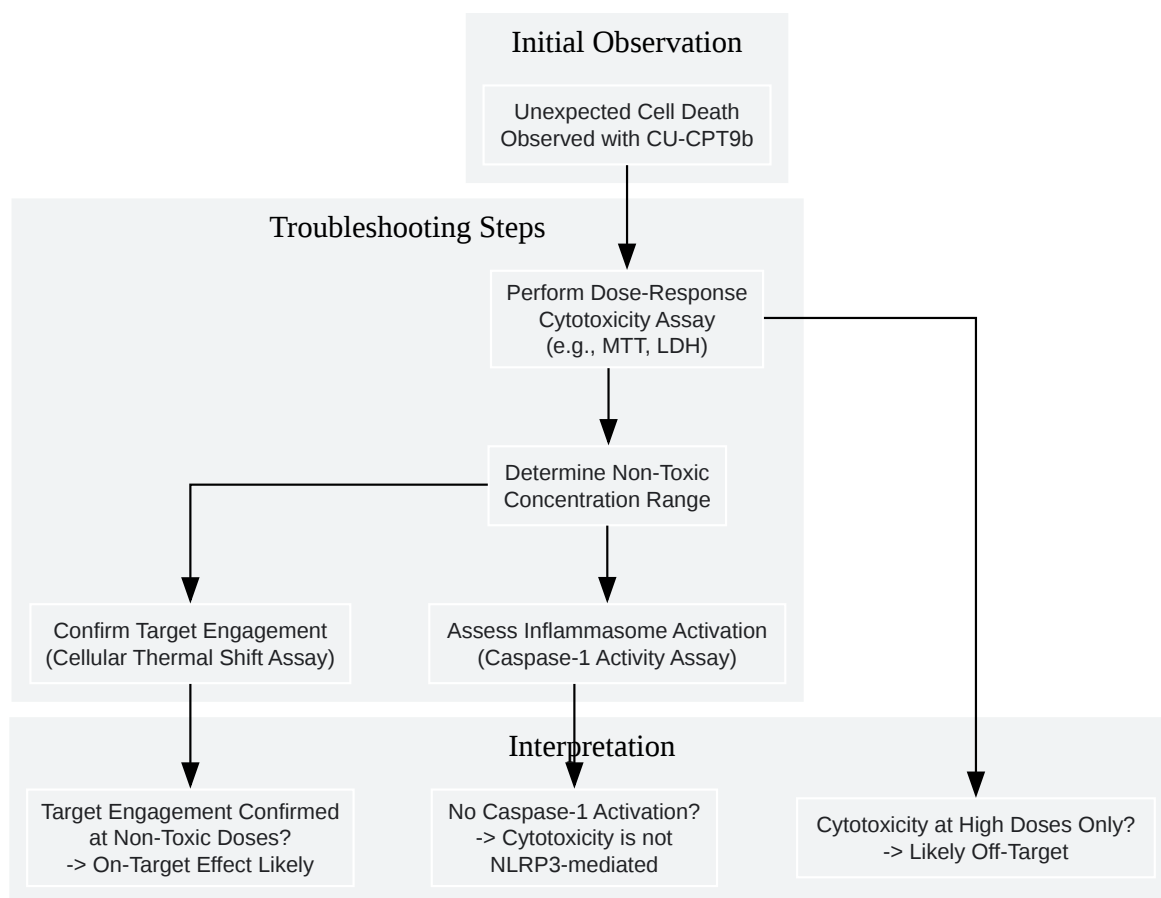 Initial Observation
Unexpected Cell Death
Observed with CU-CPT9b
Troubleshooting Steps
Perform Dose-Response
Cytotoxicity Assay
(e.g., MTT, LDH)
Determine Non-Toxic
Concentration Range
Confirm Target Engagement
(Cellular Thermal Shift Assay)
Assess Inflammasome Activation
(Caspase-1 Activity Assay)
Interpretation
Target Engagement Confirmed
at Non-Toxic Doses?
-> On-Target Effect Likely
No Caspase-1 Activation?
-> Cytotoxicity is not
NLRP3-mediated
Cytotoxicity at High Doses Only?
-> Likely Off-Target